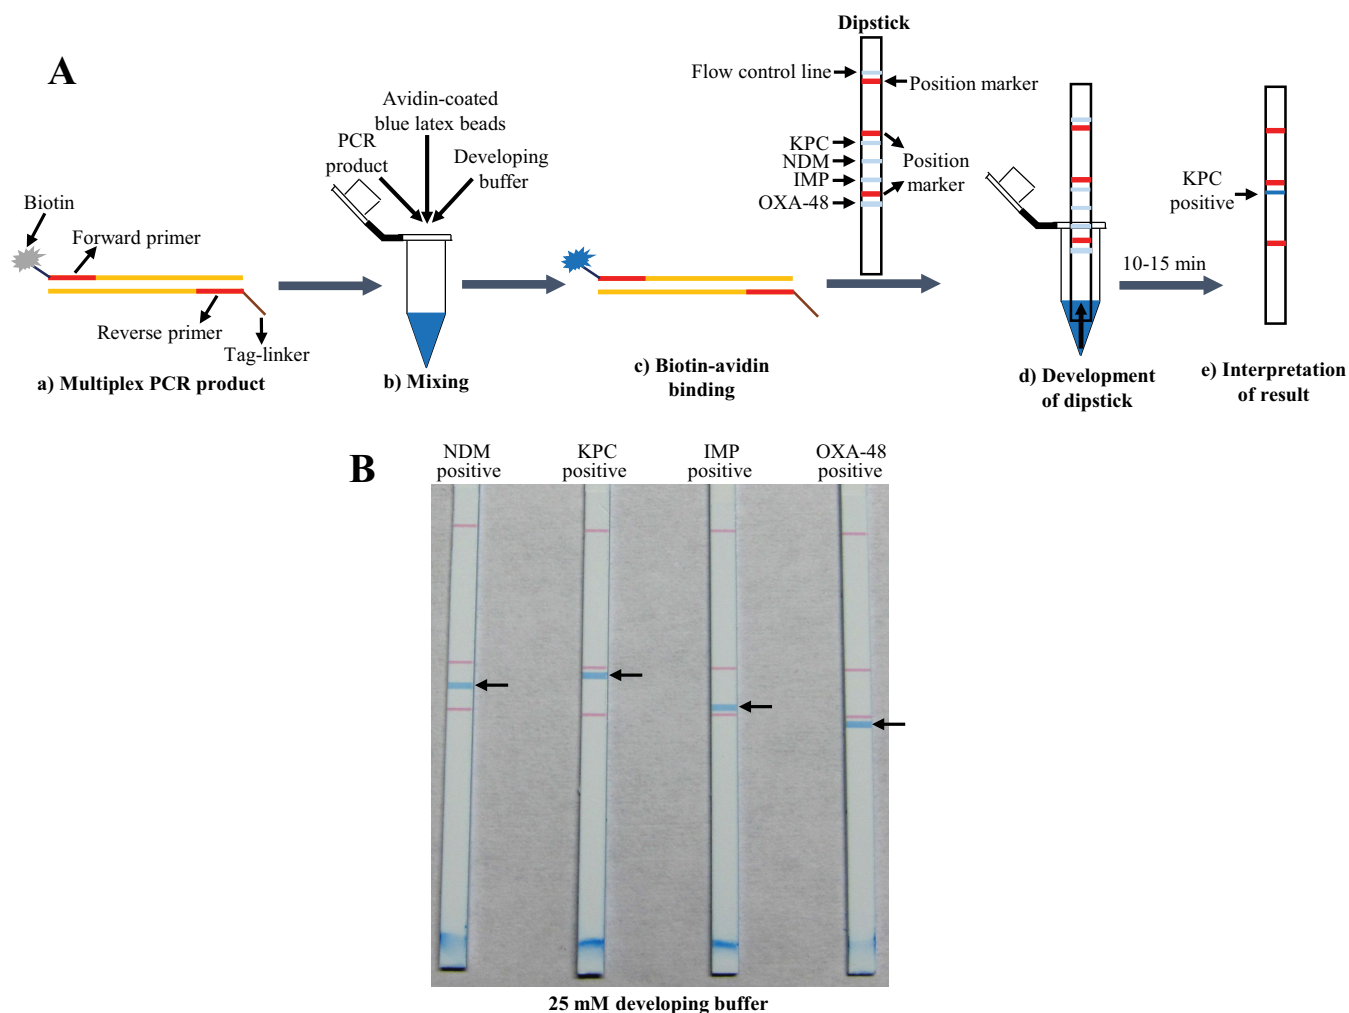 A
Dipstick
Flow control line
Position marker
KPC
NDM
IMP
OXA-48
Position
marker
Avidin-coated
blue latex beads
PCR
product
Developing
buffer
Biotin
Forward primer
Reverse primer
Tag-linker
10-15 min
KPC
positive
a) Multiplex PCR product
b) Mixing
c) Biotin-avidin
binding
d) Development
of dipstick
e) Interpretation
of result
B
NDM
positive
KPC
positive
IMP
positive
OXA-48
positive
25 mM developing buffer